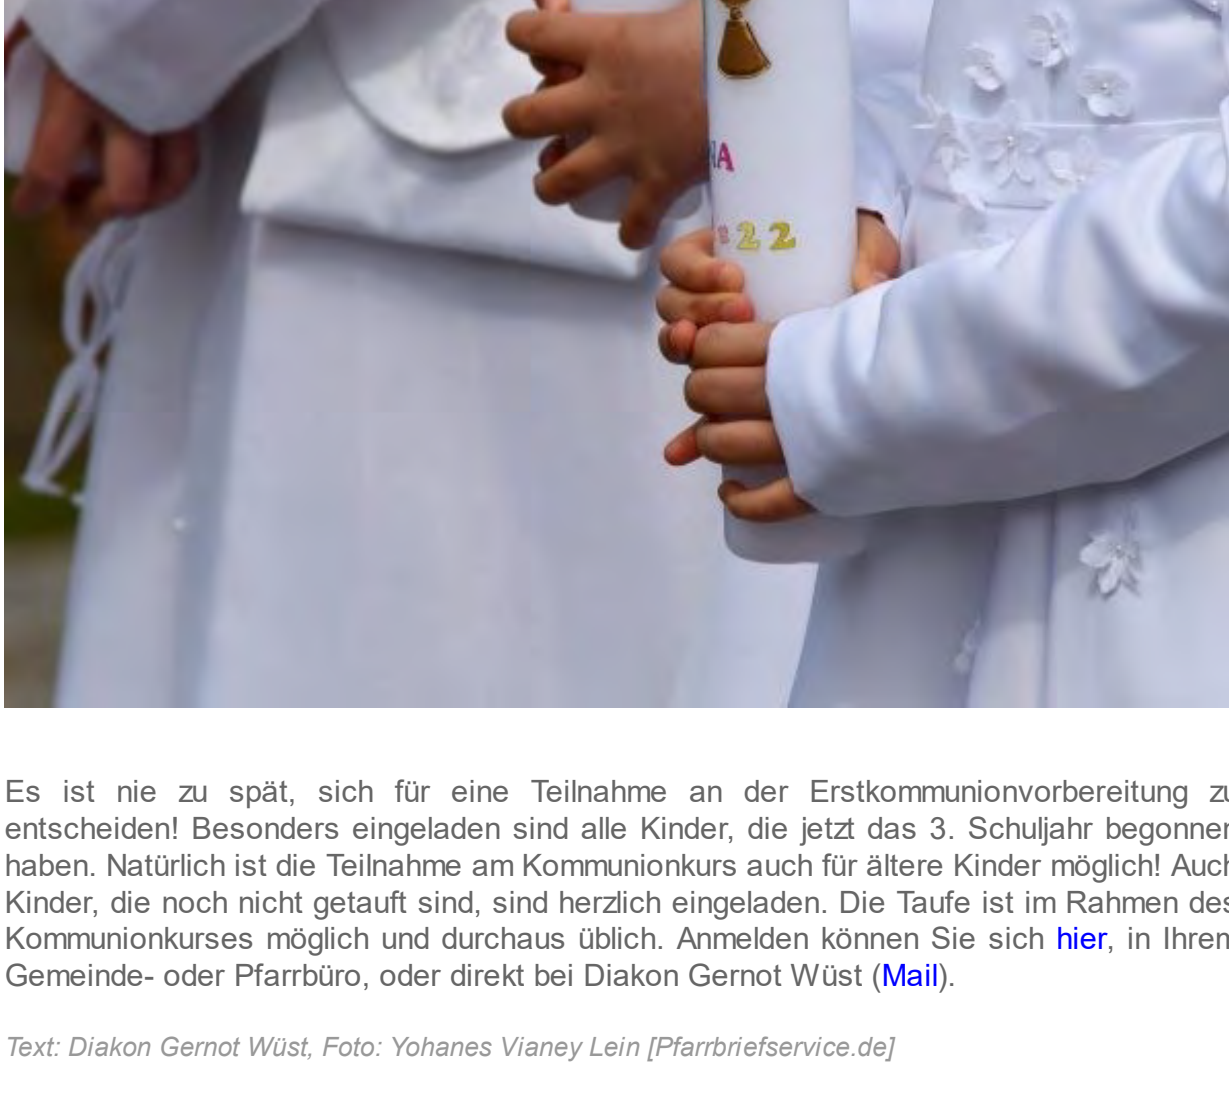 NA
22
Es ist nie zu spät, sich für eine Teilnahme an der Erstkommunionvorbereitung zu
entscheiden! Besonders eingeladen sind alle Kinder, die jetzt das 3. Schuljahr begonnen
haben. Natürlich ist die Teilnahme am Kommunionkurs auch für ältere Kinder möglich! Auch
Kinder, die noch nicht getauft sind, sind herzlich eingeladen. Die Taufe ist im Rahmen des
Kommunionkurses möglich und durchaus üblich. Anmelden können Sie sich hier, in Ihrem
Gemeinde- oder Pfarrbüro, oder direkt bei Diakon Gernot Wüst (Mail).
Text: Diakon Gernot Wüst, Foto: Yohanes Vianey Lein [Pfarrbriefservice.de]